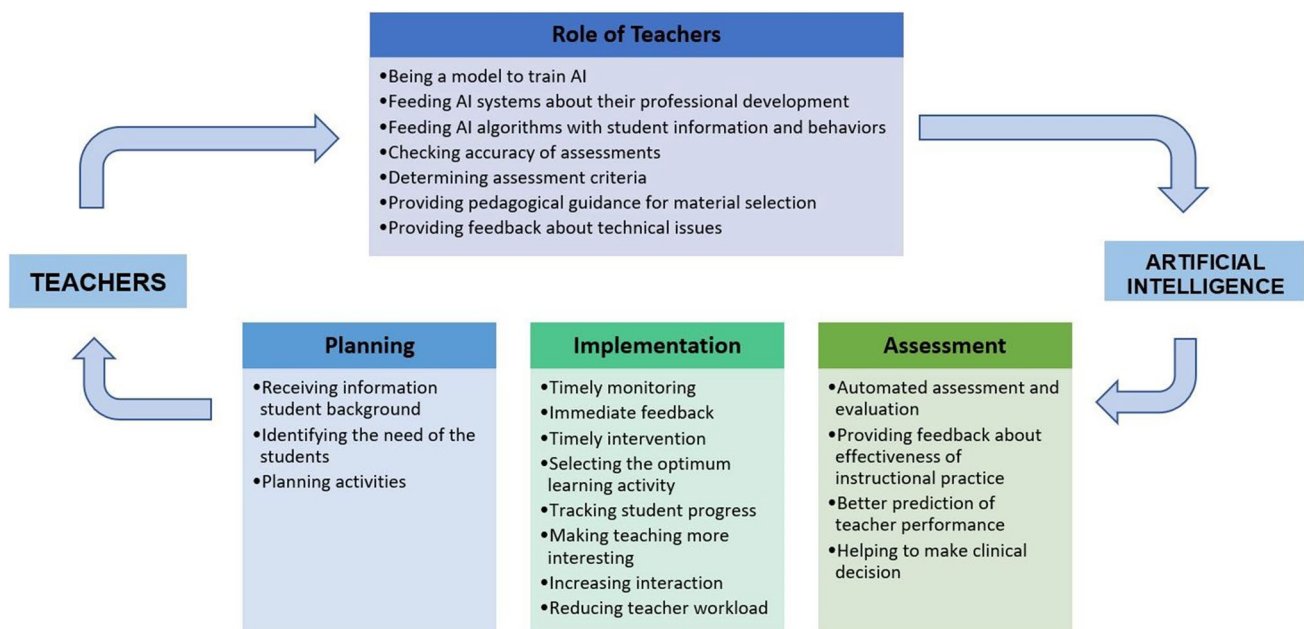 Role of Teachers
•Being a model to train AI
•Feeding AI systems about their professional development
•Feeding AI algorithms with student information and behaviors
•Checking accuracy of assessments
•Determining assessment criteria
•Providing pedagogical guidance for material selection
•Providing feedback about technical issues
TEACHERS
ARTIFICIAL
INTELLIGENCE
Planning
•Receiving information
student background
•Identifying the need of the
students
•Planning activities
Implementation
•Timely monitoring
•Immediate feedback
•Timely intervention
•Selecting the optimum
learning activity
•Tracking student progress
•Making teaching more
interesting
•Increasing interaction
•Reducing teacher workload
Assessment
•Automated assessment and
evaluation
•Providing feedback about
effectiveness of
instructional practice
•Better prediction of
teacher performance
•Helping to make clinical
decision